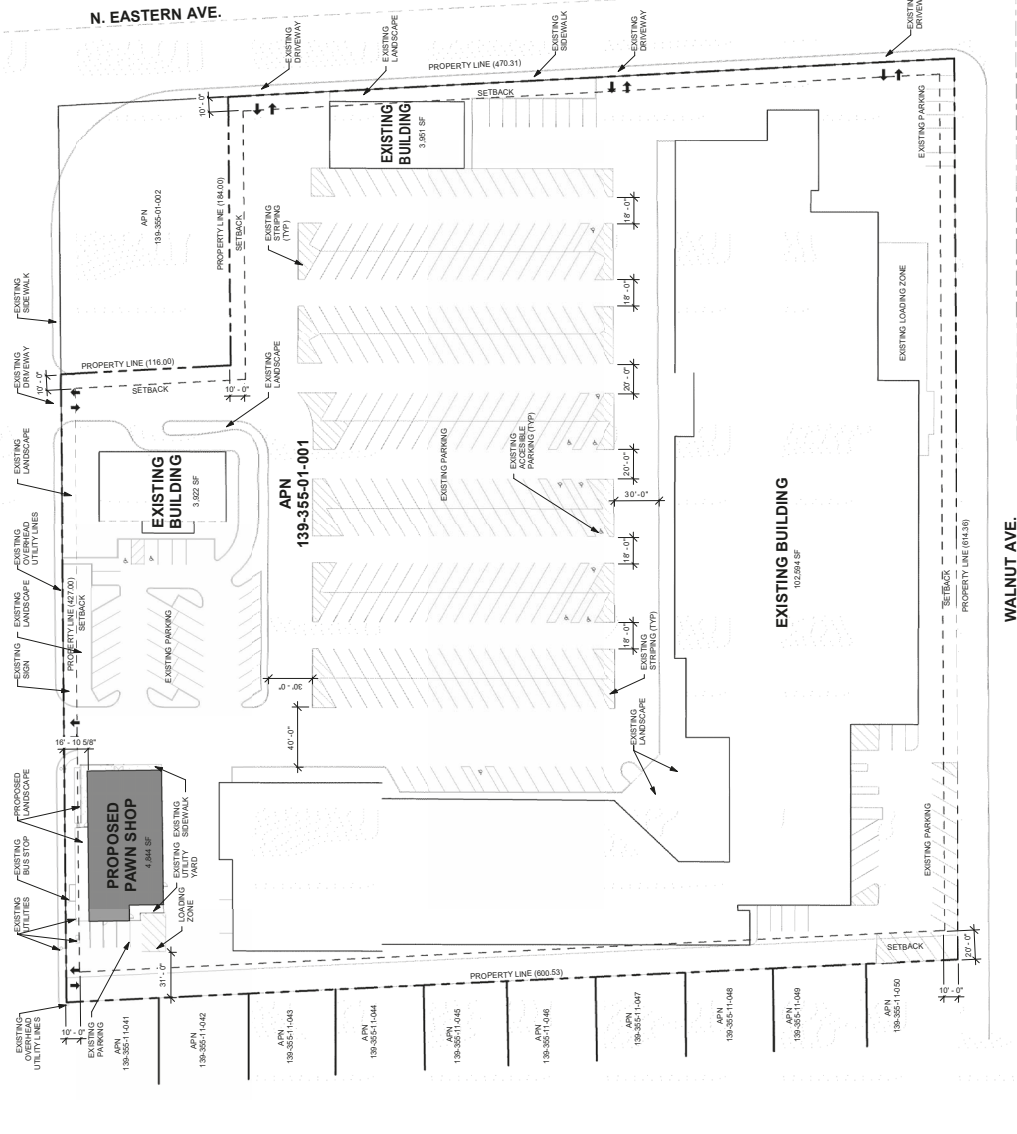 N. EASTERN AVE.
EXISTING
DRIVEWAY
EXISTING
LANDSCAPE
EXISTING
SIDEWALK
EXISTING
DRIVEWAY
PROPERTY LINE (470.31)
SETBACK
10' - 0"
EXISTING
BUILDING
3,951 SF
EXISTING PARKING
APN
139-355-01-002
PROPERTY LINE (184.00)
SETBACK
EXISTING
STRIPING
(TYP)
18' - 0"
18' - 0"
20' - 0"
20' - 0"
18' - 0"
18' - 0"
EXISTING
SIDEWALK
EXISTING
DRIVEWAY
10' - 0"
PROPERTY LINE (116.00)
SETBACK
10' - 0"
EXISTING
LANDSCAPE
EXISTING LOADING ZONE
EXISTING
LANDSCAPE
EXISTING
BUILDING
3,922 SF
APN
139-355-01-001
EXISTING PARKING
EXISTING
ACCESIBLE
PARKING (TYP)
30'-0"
EXISTING BUILDING
102,594 SF
SETBACK
PROPERTY LINE (614.36)
WALNUT AVE.
EXISTING
OVERHEAD
UTILITY LINES
EXISTING
LANDSCAPE
EXISTING
SIGN
PROPERTY LINE (427.00)
SETBACK
EXISTING PARKING
30' - 0"
40' -0"
EXISTING
STRIPING (TYP)
EXISTING
LANDSCAPE
16' - 10 5/8"
PROPOSED
LANDSCAPE
EXISTING
BUS STOP
EXISTING
UTILITIES
PROPOSED
PAWN SHOP
4,844 SF
EXISTING
SIDEWALK
EXISTING
UTILITY
YARD
LOADING
ZONE
31' - 0"
EXISTING PARKING
SETBACK
20' - 0"
10' - 0"
PROPERTY LINE (600.53)
EXISTING
OVERHEAD
UTILITY LINES
10' - 0"
EXISTING
PARKING
APN
139-355-11-041
APN
139-355-11-042
APN
139-355-11-043
APN
139-355-11-044
APN
139-355-11-045
APN
139-355-11-046
APN
139-355-11-047
APN
139-355-11-048
APN
139-355-11-049
APN
139-355-11-050